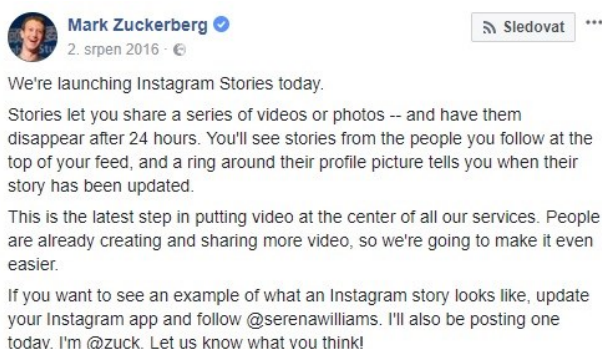 Mark Zuckerberg
Sledovat
2. srpen 2016 ·
We're launching Instagram Stories today.
Stories let you share a series of videos or photos -- and have them
disappear after 24 hours. You'll see stories from the people you follow at the
top of your feed, and a ring around their profile picture tells you when their
story has been updated.
This is the latest step in putting video at the center of all our services. People
are already creating and sharing more video, so we're going to make it even
easier.
If you want to see an example of what an Instagram story looks like, update
your Instagram app and follow @serenawilliams. I'll also be posting one
today. I'm @zuck. Let us know what you think!